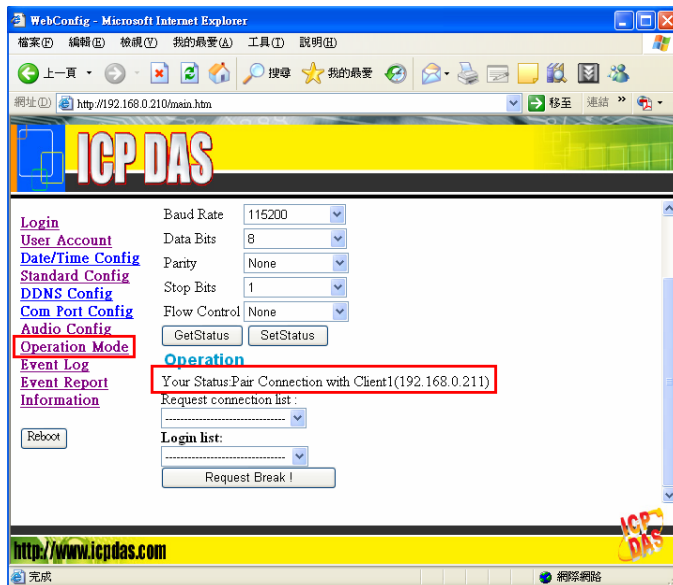 WebConfig - Microsoft Internet Explorer
檔案(F) 編輯(E) 檢視(V) 我的最愛(A) 工具(T) 說明(H)
上一頁 搜尋 我的最愛
網址(D) http://192.168.0.210/main.htm 移至 連結 »
ICP DAS
Login
User Account
Date/Time Config
Standard Config
DDNS Config
Com Port Config
Audio Config
Operation Mode
Event Log
Event Report
Information
Reboot
Baud Rate 115200
Data Bits 8
Parity None
Stop Bits 1
Flow Control None
GetStatus SetStatus
Operation
Your Status:Pair Connection with Client1(192.168.0.211)
Request connection list :
--------------------------------
Login list:
--------------------------------
Request Break !
http://www.icpdas.com
ICP DAS
完成 網際網路